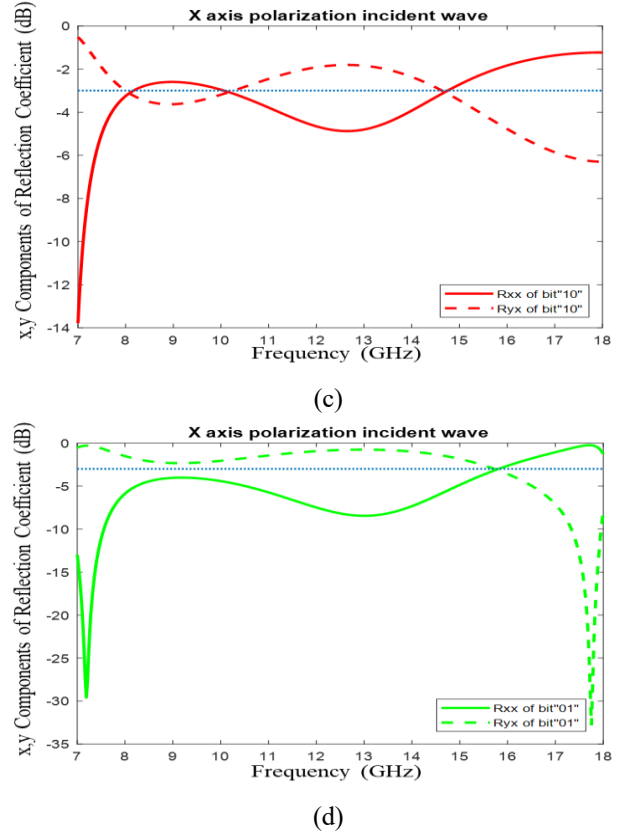 X axis polarization incident wave
x,y Components of Reflection Coefficient (dB)
0
-2
-4
-6
-8
-10
-12
-14
7 8 9 10 11 12 13 14 15 16 17 18
Frequency (GHz)
Rxx of bit"10"
Ryx of bit"10"
(c)
X axis polarization incident wave
x,y Components of Reflection Coefficient (dB)
0
-5
-10
-15
-20
-25
-30
-35
7 8 9 10 11 12 13 14 15 16 17 18
Frequency (GHz)
Rxx of bit"01"
Ryx of bit"01"
(d)